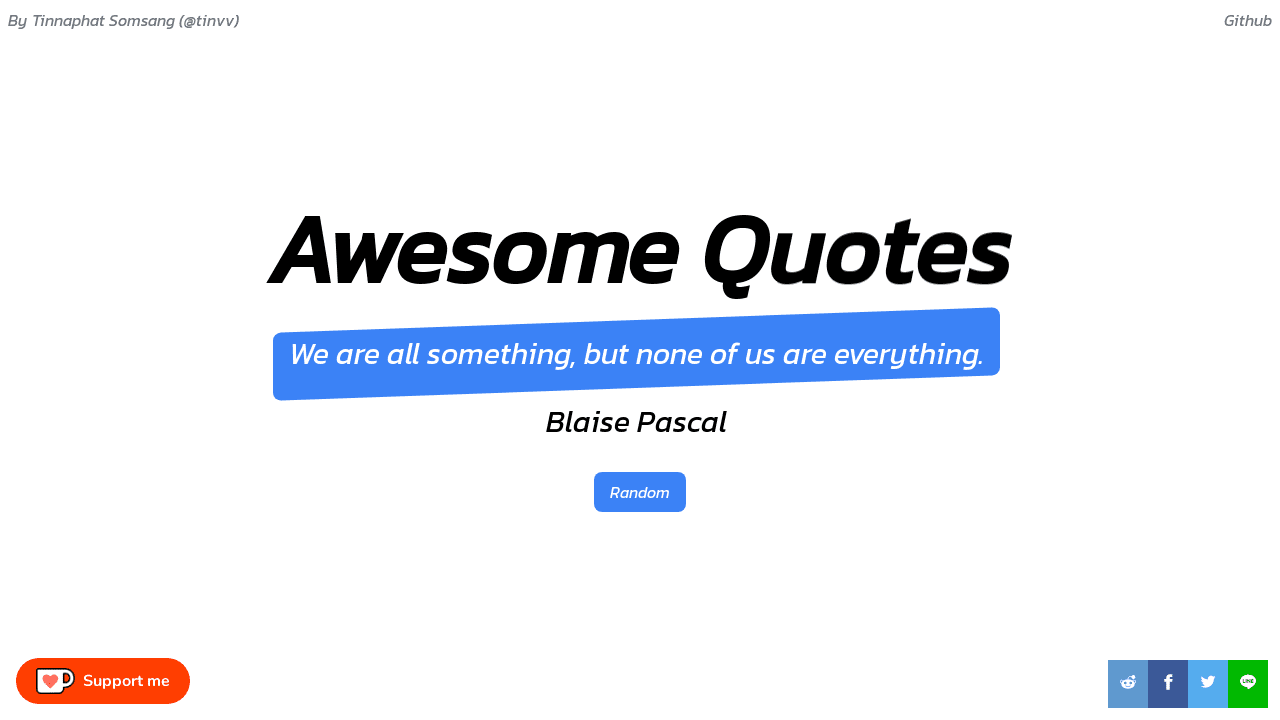 By Tinnaphat Somsang (@tinvv)
Github
Awesome Quotes
We are all something, but none of us are everything.
Blaise Pascal
Random
Support me
LINE